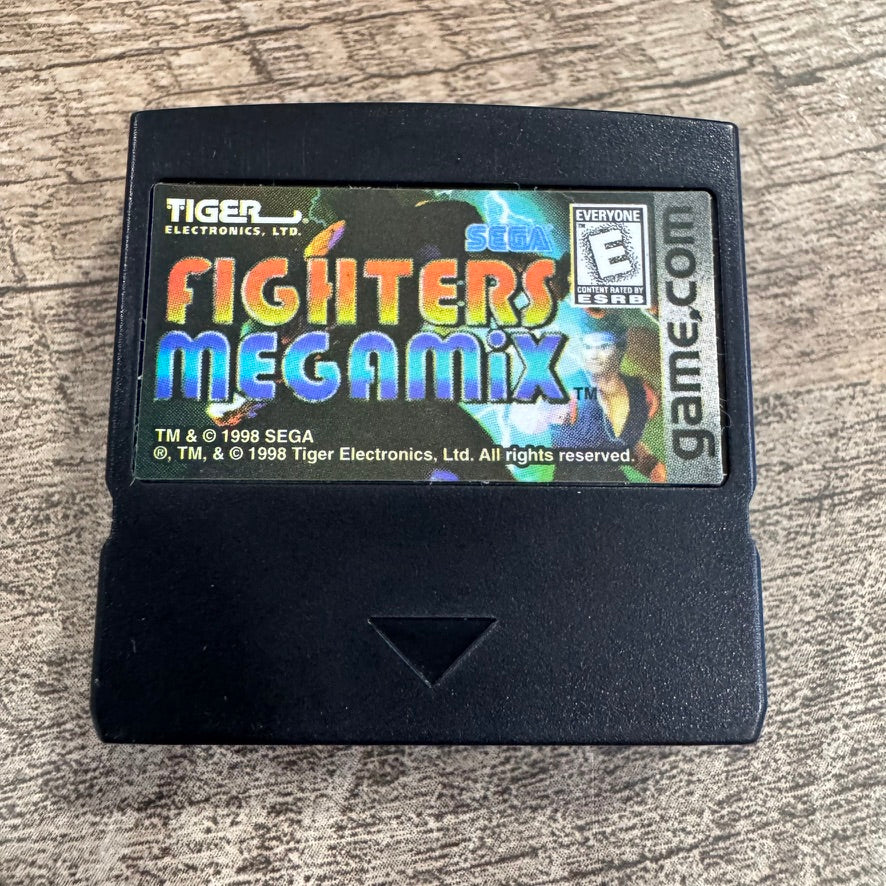 TIGER®
ELECTRONICS, LTD.
SEGA
FIGHTERS
MEGAMiX™
EVERYONE
™
E
CONTENT RATED BY
ESRB
game.com
TM & © 1998 SEGA
®, TM, & © 1998 Tiger Electronics, Ltd. All rights reserved.